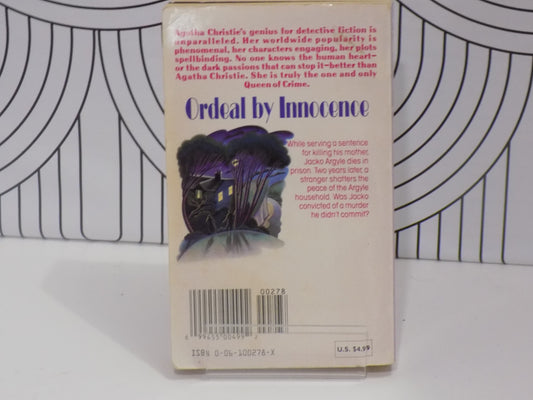 Agatha Christie's genius for detective fiction is
unparalleled. Her worldwide popularity is
phenomenal, her characters engaging, her plots
spellbinding. No one knows the human heart—
or the dark passions that can stop it—better than
Agatha Christie. She is truly the one and only
Queen of Crime.
Ordeal by Innocence
While serving a sentence
for killing his mother,
Jacko Argyle dies in
prison. Two years later, a
stranger shatters the
peace of the Argyle
household. Was Jacko
convicted of a murder
he didn't commit?
00278
99455 00499
ISBN 0-06-100278-X
U.S. $4.99